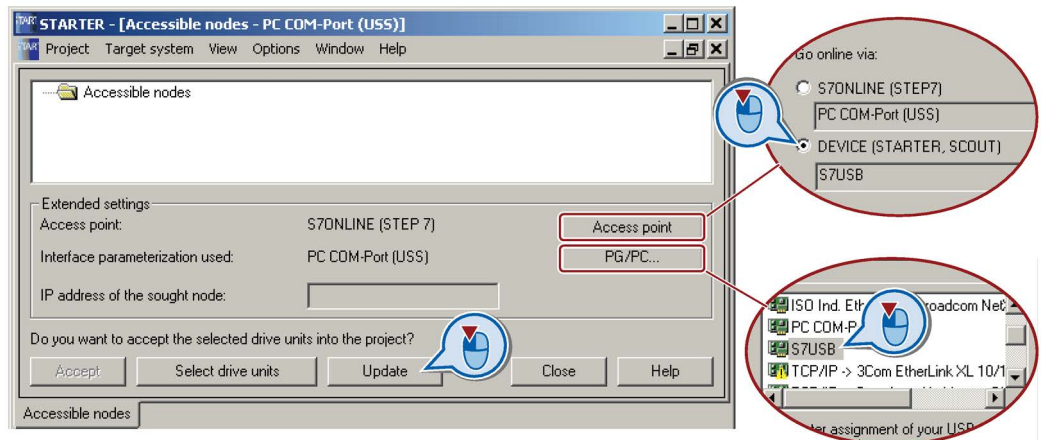 STARTER - [Accessible nodes - PC COM-Port (USS)]
Project Target system View Options Window Help
Accessible nodes
Extended settings
Access point: S7ONLINE (STEP 7) Access point
Interface parameterization used: PC COM-Port (USS) PG/PC...
IP address of the sought node:
Do you want to accept the selected drive units into the project?
Accept Select drive units Update Close Help
Accessible nodes
Go online via:
S7ONLINE (STEP7)
PC COM-Port (USS)
DEVICE (STARTER, SCOUT)
S7USB
ISO Ind.
PC COM-P
S7USB
TCP/IP -> 3Com EtherLink XL 10/1
assignment of your USB